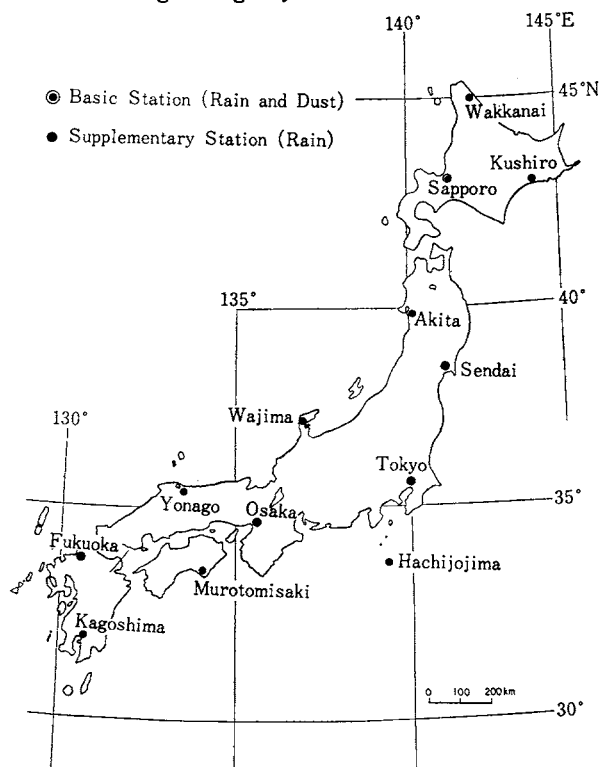 140°
145°E
Basic Station (Rain and Dust)
45°N
Wakkanai
Supplementary Station (Rain)
Kushiro
Sapporo
135°
40°
Akita
Sendai
Wajima
130°
Tokyo
Yonago
Osaka
35°
Fukuoka
Hachijojima
Murotomisaki
Kagoshima
0 100 200km
30°